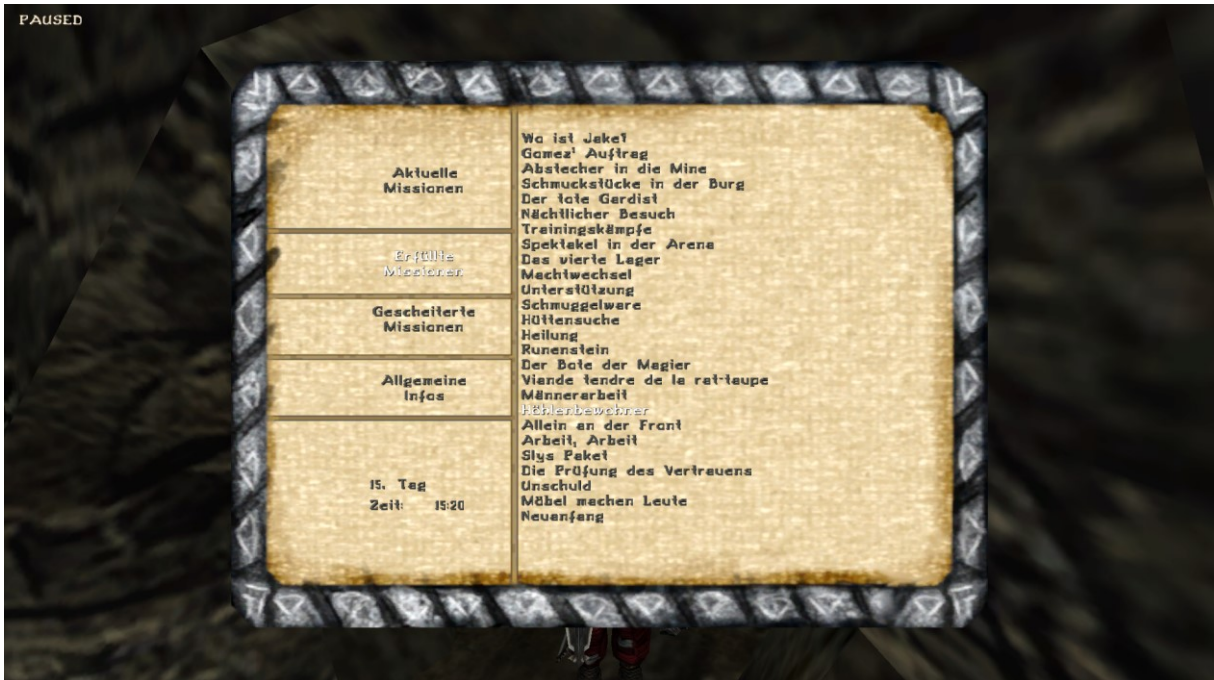 PAUSED
Aktuelle
Missionen
Erfüllte
Missionen
Gescheiterte
Missionen
Allgemeine
Infos
15. Tag
Zeit: 15:20
Wo ist Jake?
Gomez' Auftrag
Abstecher in die Mine
Schmuckstücke in der Burg
Der tote Gardist
Nächtlicher Besuch
Trainingskämpfe
Spektakel in der Arena
Das vierte Lager
Machtwechsel
Unterstützung
Schmuggelware
Hüttensuche
Heilung
Runenstein
Der Bote der Magier
Viande tendre de la rat-taupe
Männerarbeit
Höhlenbewohner
Allein an der Front
Arbeit, Arbeit
Slys Paket
Die Prüfung des Vertrauens
Unschuld
Möbel machen Leute
Neuanfang